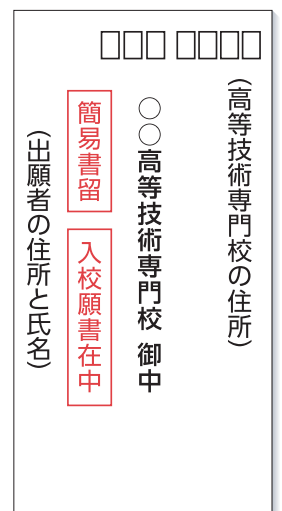 □□□ □□□□
（高等技術専門校の住所）
○○高等技術専門校 御中
簡易書留
入校願書在中
（出願者の住所と氏名）